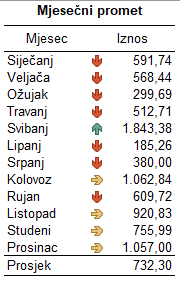 Mjesečni promet
Mjesec Iznos
Siječanj 591,74
Veljača 568,44
Ožujak 299,69
Travanj 512,71
Svibanj 1.843,38
Lipanj 185,26
Srpanj 380,00
Kolovoz 1.062,84
Rujan 609,72
Listopad 920,83
Studeni 755,99
Prosinac 1.057,00
Prosjek 732,30